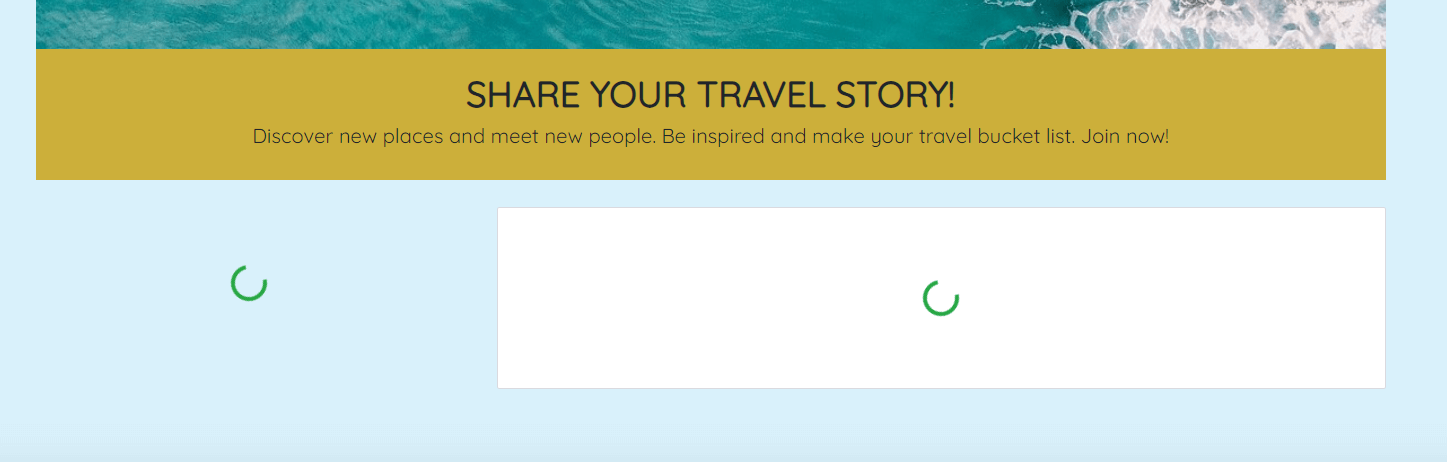 SHARE YOUR TRAVEL STORY!
Discover new places and meet new people. Be inspired and make your travel bucket list. Join now!